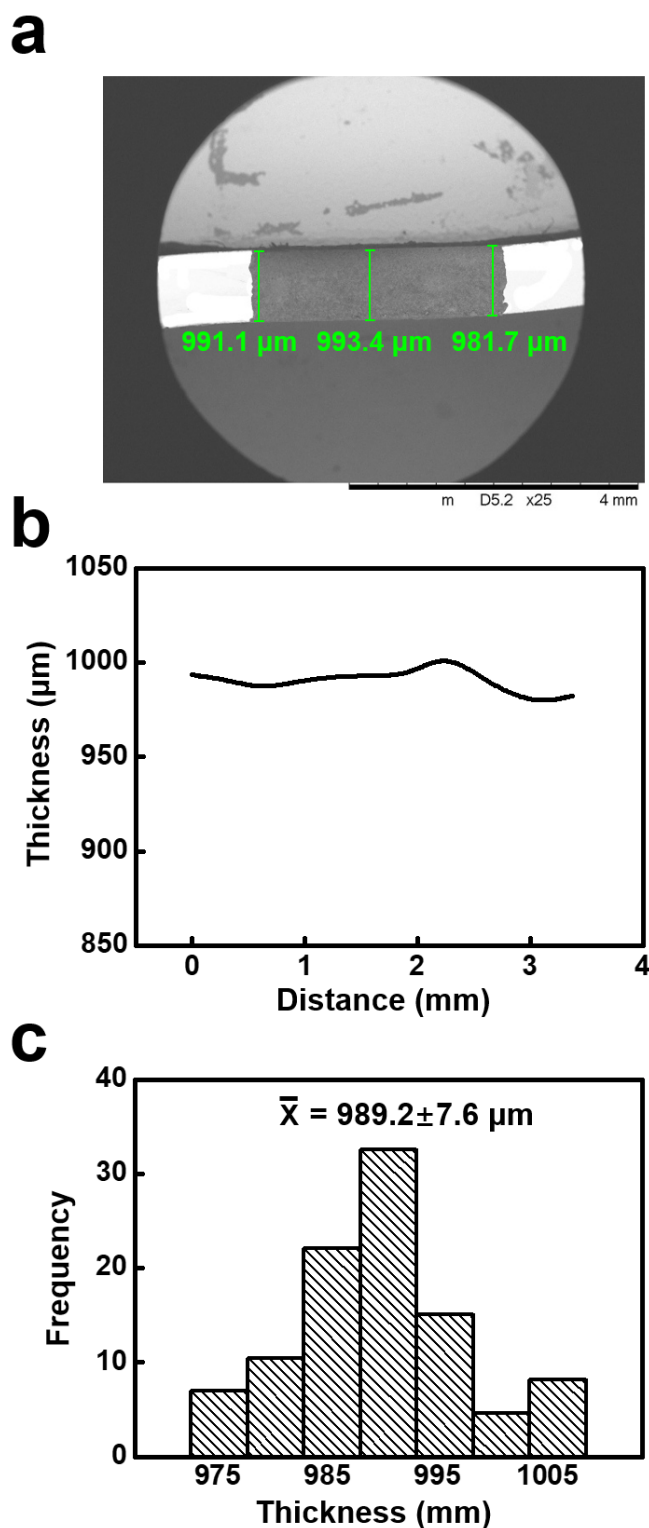 a
991.1 µm 993.4 µm 981.7 µm
m D5.2 x25 4 mm
b
1050
1000
950
900
850
Thickness (µm)
0 1 2 3 4
Distance (mm)
c
40
30
20
10
0
Frequency
X̄ = 989.2±7.6 µm
975 985 995 1005
Thickness (mm)